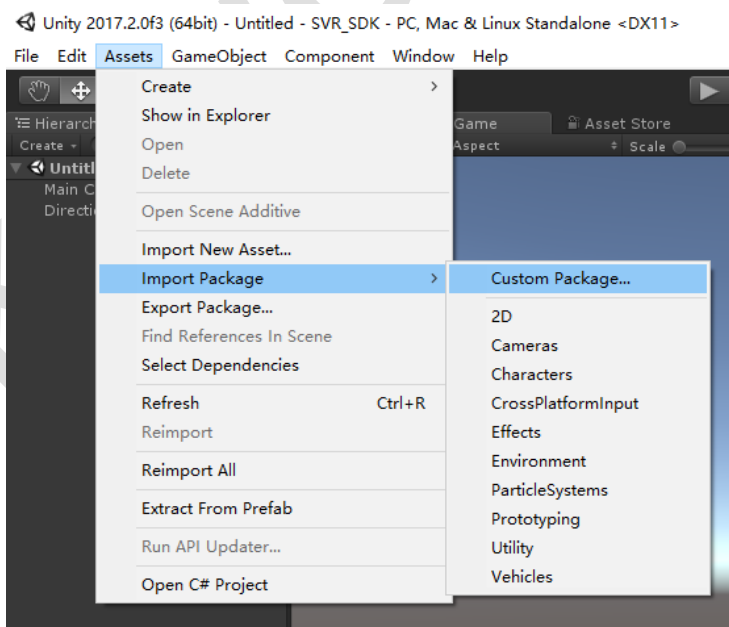 Unity 2017.2.0f3 (64bit) - Untitled - SVR_SDK - PC, Mac & Linux Standalone <DX11>
File Edit Assets GameObject Component Window Help
Hierarch
Create
Untitl
Main C
Directi
Create
Show in Explorer
Open
Delete
Open Scene Additive
Import New Asset...
Import Package
Export Package...
Find References In Scene
Select Dependencies
Refresh Ctrl+R
Reimport
Reimport All
Extract From Prefab
Run API Updater...
Open C# Project
Game Asset Store
Aspect Scale
Custom Package...
2D
Cameras
Characters
CrossPlatformInput
Effects
Environment
ParticleSystems
Prototyping
Utility
Vehicles